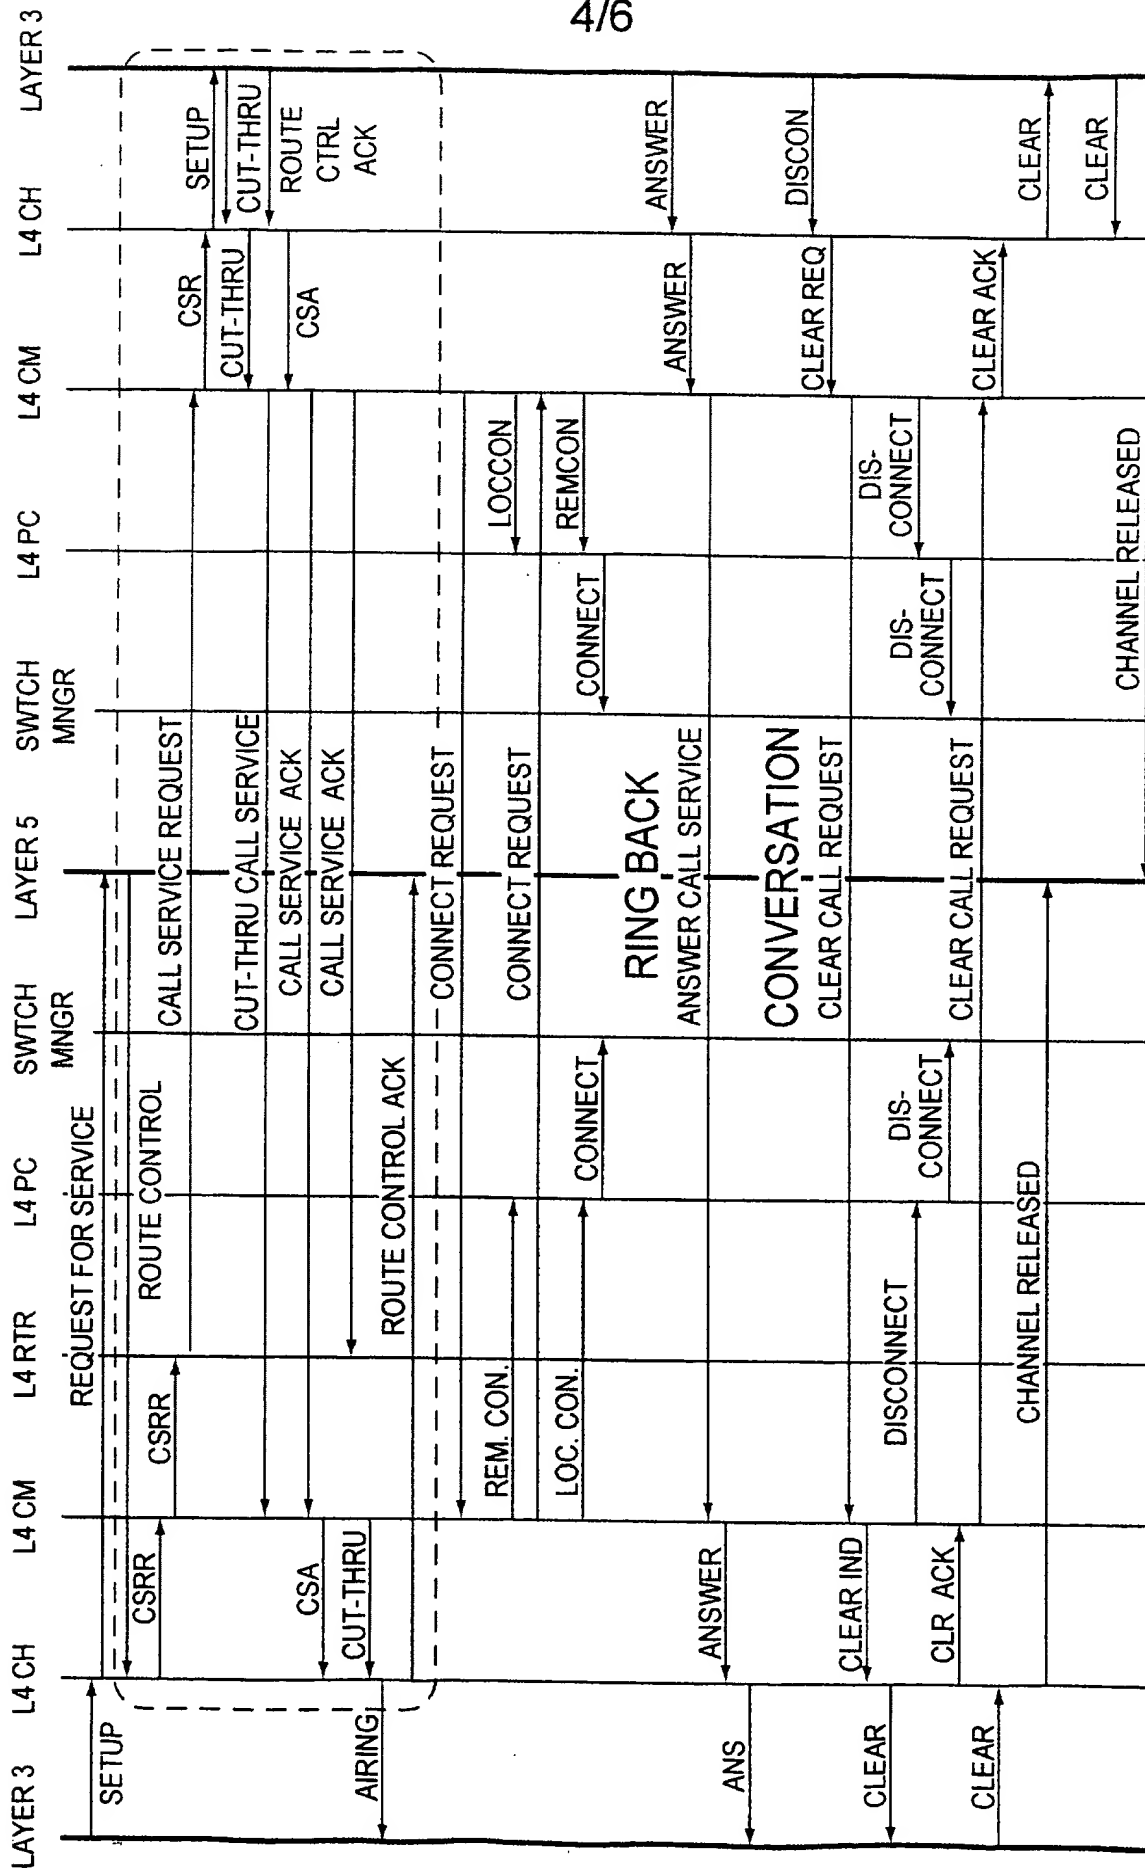 4/6
LAYER 3
L4 CH
L4 CM
L4 RTR
L4 PC
SWTCH
MNGR
LAYER 5
SWTCH
MNGR
L4 PC
L4 CM
L4 CH
LAYER 3
SETUP
REQUEST FOR SERVICE
ROUTE CONTROL
CSRR
CSRR
CALL SERVICE REQUEST
CSR
SETUP
CUT-THRU
CUT-THRU
CUT-THRU CALL SERVICE
ROUTE
CTRL
ACK
CSA
CALL SERVICE ACK
CSA
CALL SERVICE ACK
CUT-THRU
AIRING
ROUTE CONTROL ACK
CONNECT REQUEST
REM. CON.
LOCCON
CONNECT REQUEST
LOC. CON.
REMCON
CONNECT
CONNECT
RING BACK
ANSWER
ANSWER
ANSWER CALL SERVICE
ANSWER
ANS
CONVERSATION
DISCON
CLEAR REQ
CLEAR CALL REQUEST
CLEAR IND
CLEAR
DISCONNECT
DIS-
CONNECT
DIS-
CONNECT
DIS-
CONNECT
CLR ACK
CLEAR CALL REQUEST
CLEAR
CLEAR ACK
CHANNEL RELEASED
CLEAR
CLEAR
CHANNEL RELEASED